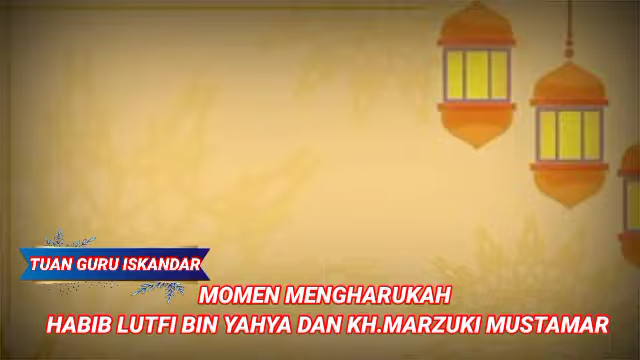 TUAN GURU ISKANDAR
MOMEN MENGHARUKAH
HABIB LUTFI BIN YAHYA DAN KH.MARZUKI MUSTAMAR